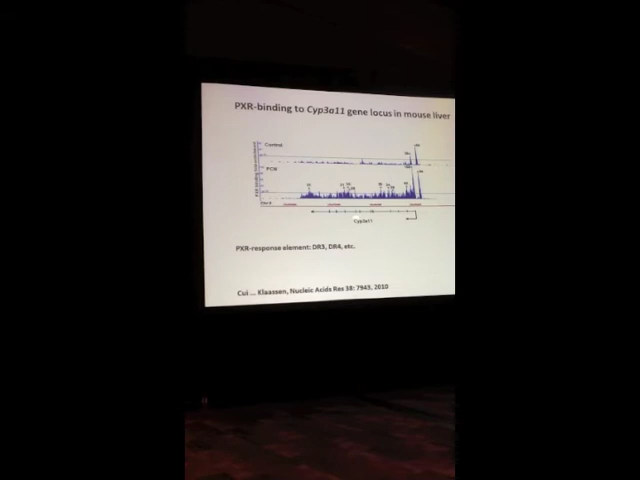 PXR-binding to Cyp3a11 gene locus in mouse liver
Control
PCN
Cyp3a11
PXR-response element: DR3, DR4, etc.
Cui ... Klaassen, Nucleic Acids Res 38: 7943, 2010